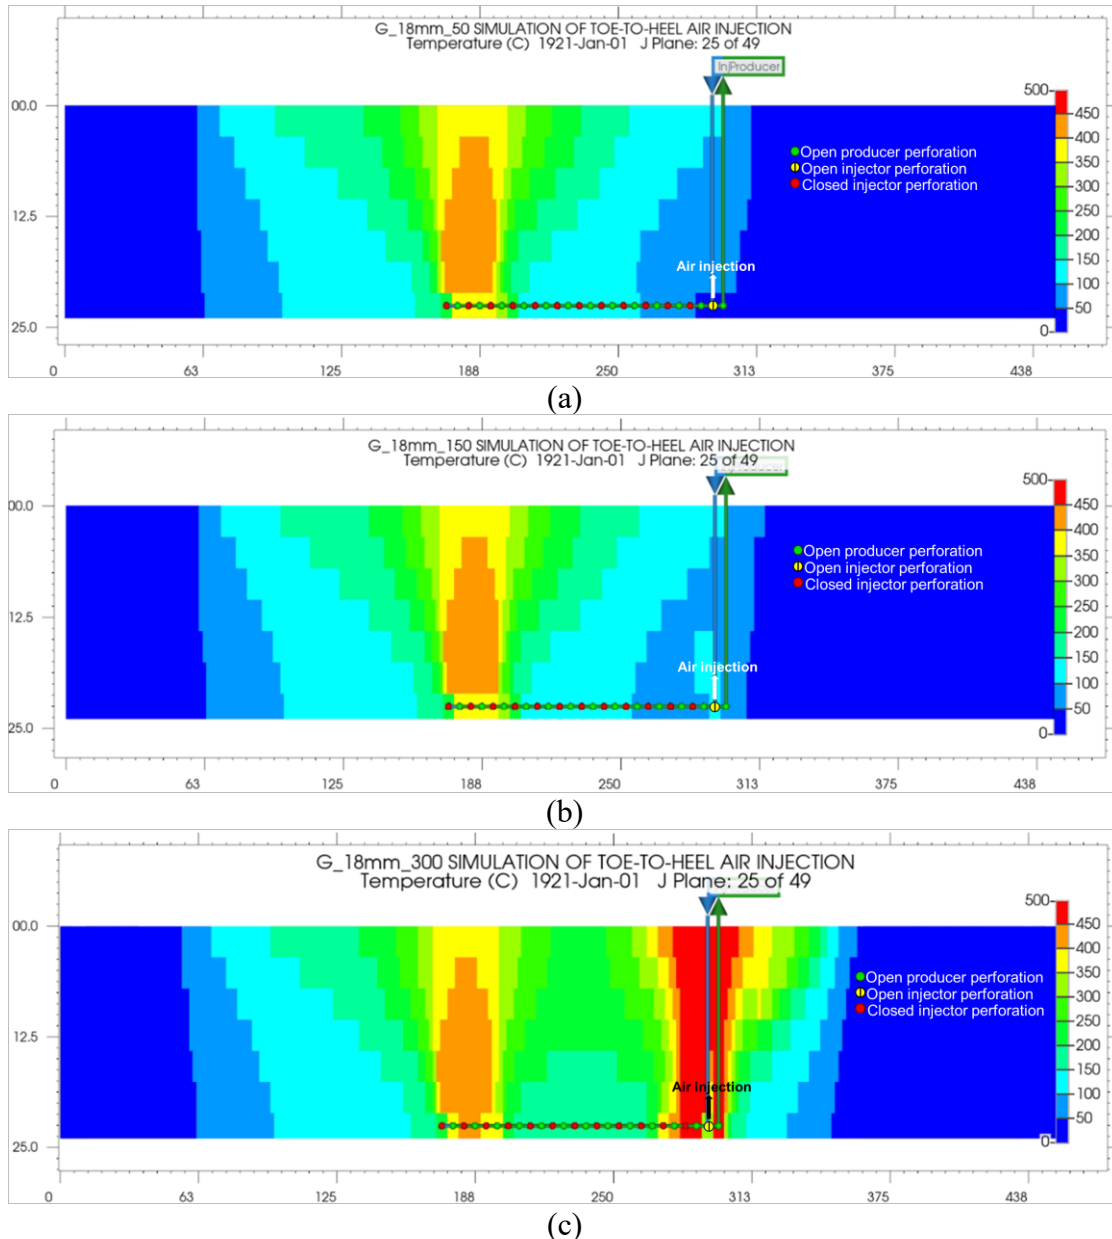 G_18mm_50 SIMULATION OF TOE-TO-HEEL AIR INJECTION
Temperature (C) 1921-Jan-01 J Plane: 25 of 49
InjProducer
500
00.0
450
400
Open producer perforation
350
Open injector perforation
300
Closed injector perforation
250
12.5
200
150
Air injection
100
50
25.0
0
0 63 125 188 250 313 375 438
(a)
G_18mm_150 SIMULATION OF TOE-TO-HEEL AIR INJECTION
Temperature (C) 1921-Jan-01 J Plane: 25 of 49
500
00.0
450
400
Open producer perforation
350
Open injector perforation
300
Closed injector perforation
250
12.5
200
150
Air injection
100
50
25.0
0
0 63 125 188 250 313 375 438
(b)
G_18mm_300 SIMULATION OF TOE-TO-HEEL AIR INJECTION
Temperature (C) 1921-Jan-01 J Plane: 25 of 49
500
00.0
450
400
Open producer perforation
350
Open injector perforation
300
Closed injector perforation
250
12.5
200
150
Air injection
100
50
25.0
0
0 63 125 188 250 313 375 438
(c)